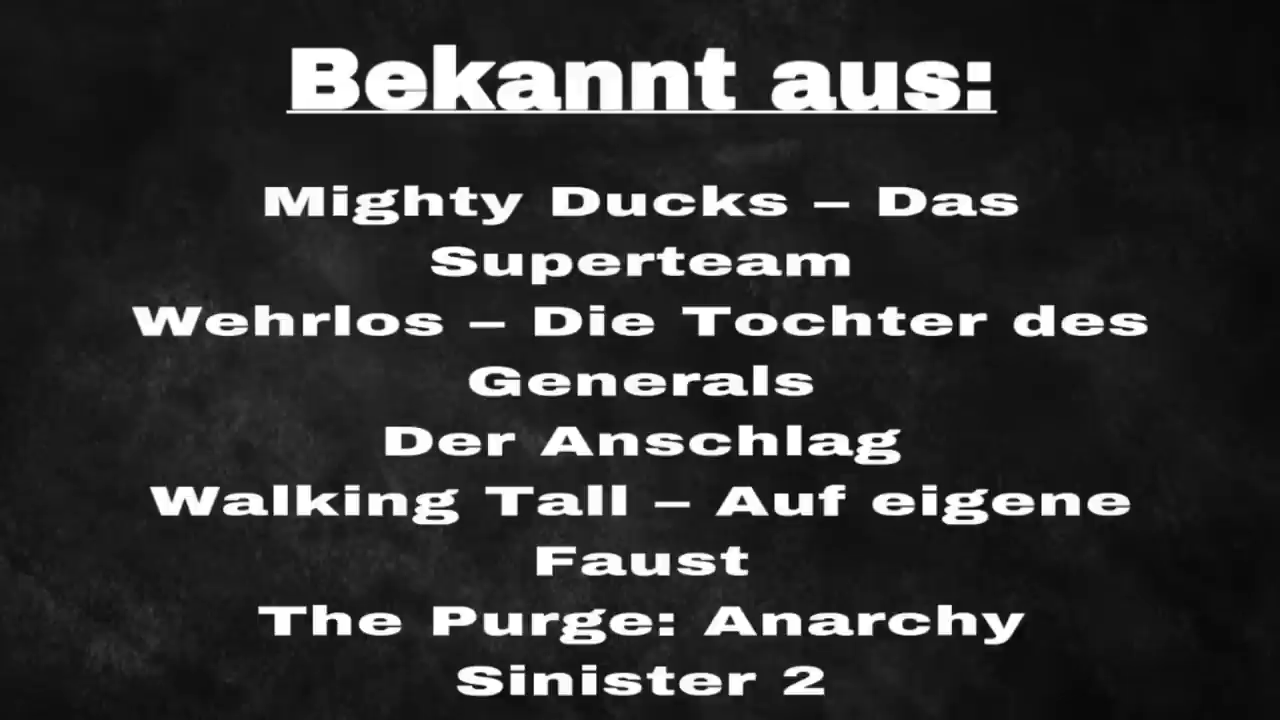 Bekannt aus:
Mighty Ducks – Das
Superteam
Wehrlos – Die Tochter des
Generals
Der Anschlag
Walking Tall – Auf eigene
Faust
The Purge: Anarchy
Sinister 2